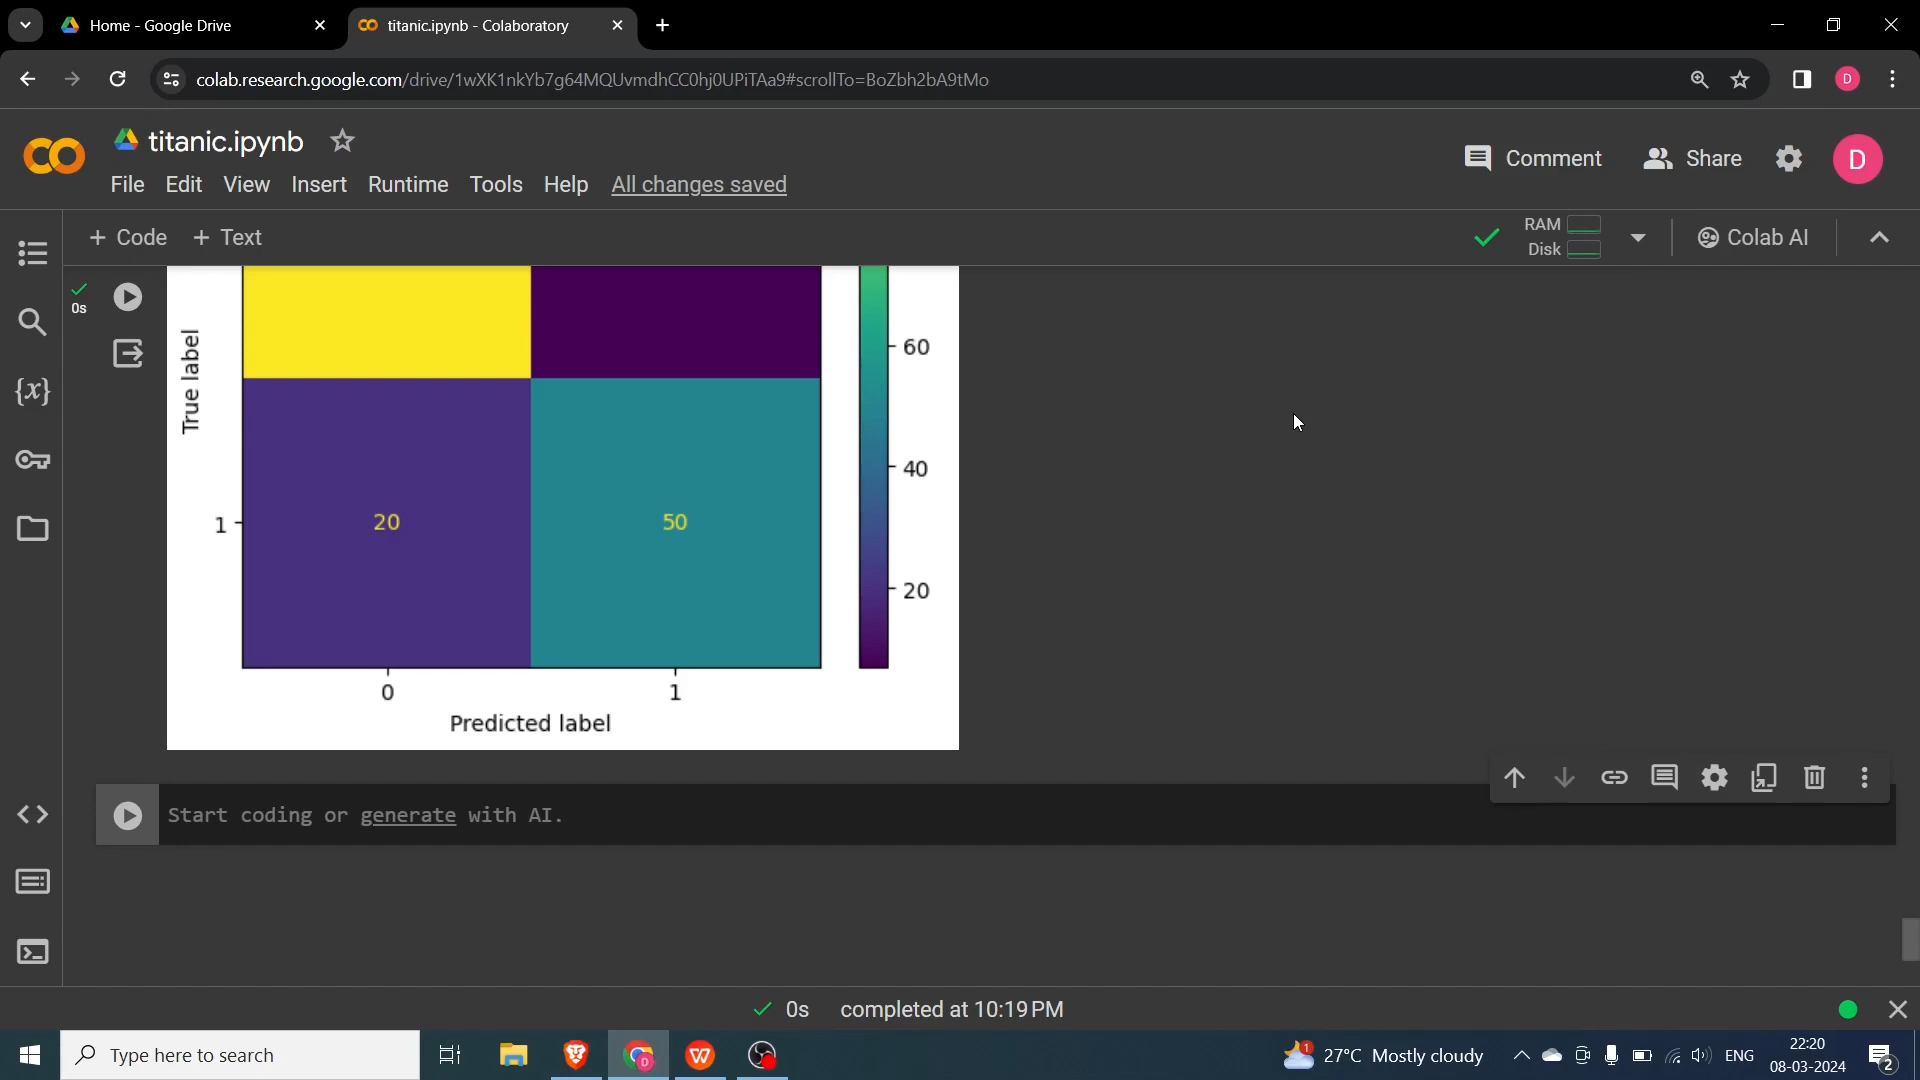 Home - Google Drive
titanic.ipynb - Colaboratory
colab.research.google.com/drive/1wXK1nkYb7g64MQUvmdhCC0hj0UPiTAa9#scrollTo=BoZbh2bA9tMo
D
titanic.ipynb
Comment
Share
D
File Edit View Insert Runtime Tools Help All changes saved
+ Code + Text
RAM
Disk
Colab AI
0s
{x}
True label
1
20
50
60
40
20
0
1
Predicted label
Start coding or generate with AI.
0s completed at 10:19 PM
Type here to search
27°C Mostly cloudy
ENG
22:20
08-03-2024
2